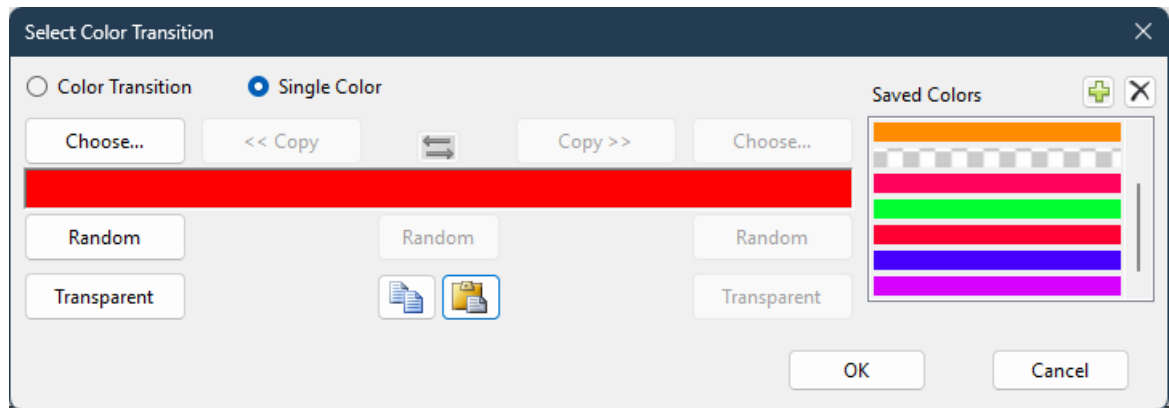 Select Color Transition
Color Transition Single Color
Saved Colors
Choose... << Copy Copy >> Choose...
Random Random Random
Transparent Transparent
OK Cancel